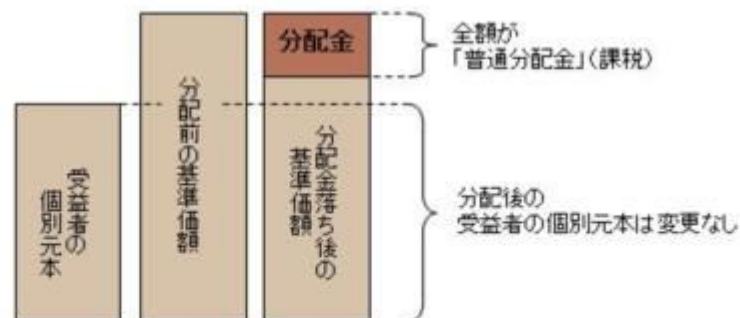 受益者の
個別元本
分配前の基準価額
分配金
分配金落ち後の
基準価額
全額が
「普通分配金」(課税)
分配後の
受益者の個別元本は変更なし